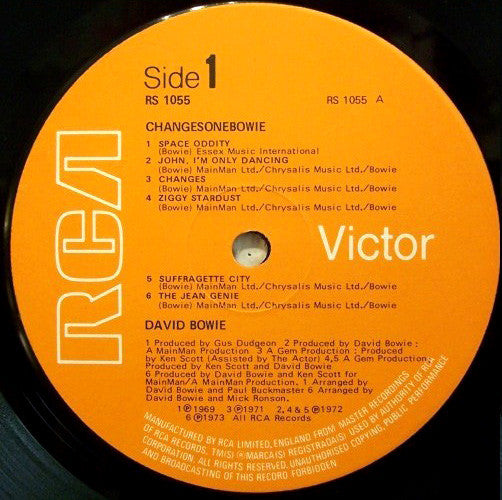 Side 1
RS 1055
RS 1055 A
RCA
Victor
CHANGESONEBOWIE
1 SPACE ODDITY
(Bowie) Essex Music International
2 JOHN, I'M ONLY DANCING
(Bowie) MainMan Ltd./Chrysalis Music Ltd./Bowie
3 CHANGES
(Bowie) MainMan Ltd./Chrysalis Music Ltd./Bowie
4 ZIGGY STARDUST
(Bowie) MainMan Ltd./Chrysalis Music Ltd./Bowie
5 SUFFRAGETTE CITY
(Bowie) MainMan Ltd./Chrysalis Music Ltd./Bowie
6 THE JEAN GENIE
(Bowie) MainMan Ltd./Chrysalis Music Ltd./Bowie
DAVID BOWIE
1 Produced by Gus Dudgeon 2 Produced by David Bowie :
A MainMan Production 3 A Gem Production : Produced
by Ken Scott (Assisted by The Actor) 4,5 A Gem Production,
Produced by Ken Scott and David Bowie
6 Produced by David Bowie and Ken Scott for
MainMan/A MainMan Production. 1 Arranged by
David Bowie and Paul Buckmaster 6 Arranged by
David Bowie and Mick Ronson.
1 ℗ 1969 3 ℗ 1971 2, 4 & 5 ℗ 1972
6 ℗ 1973 All RCA Records
MANUFACTURED BY RCA LIMITED, ENGLAND FROM MASTER RECORDINGS
OF RCA RECORDS, TM(S) ® MARCA(S) REGISTRADA(S) USED BY AUTHORITY OF RCA
CORPORATION. ALL RIGHTS RESERVED. UNAUTHORISED COPYING, PUBLIC PERFORMANCE
AND BROADCASTING OF THIS RECORD FORBIDDEN